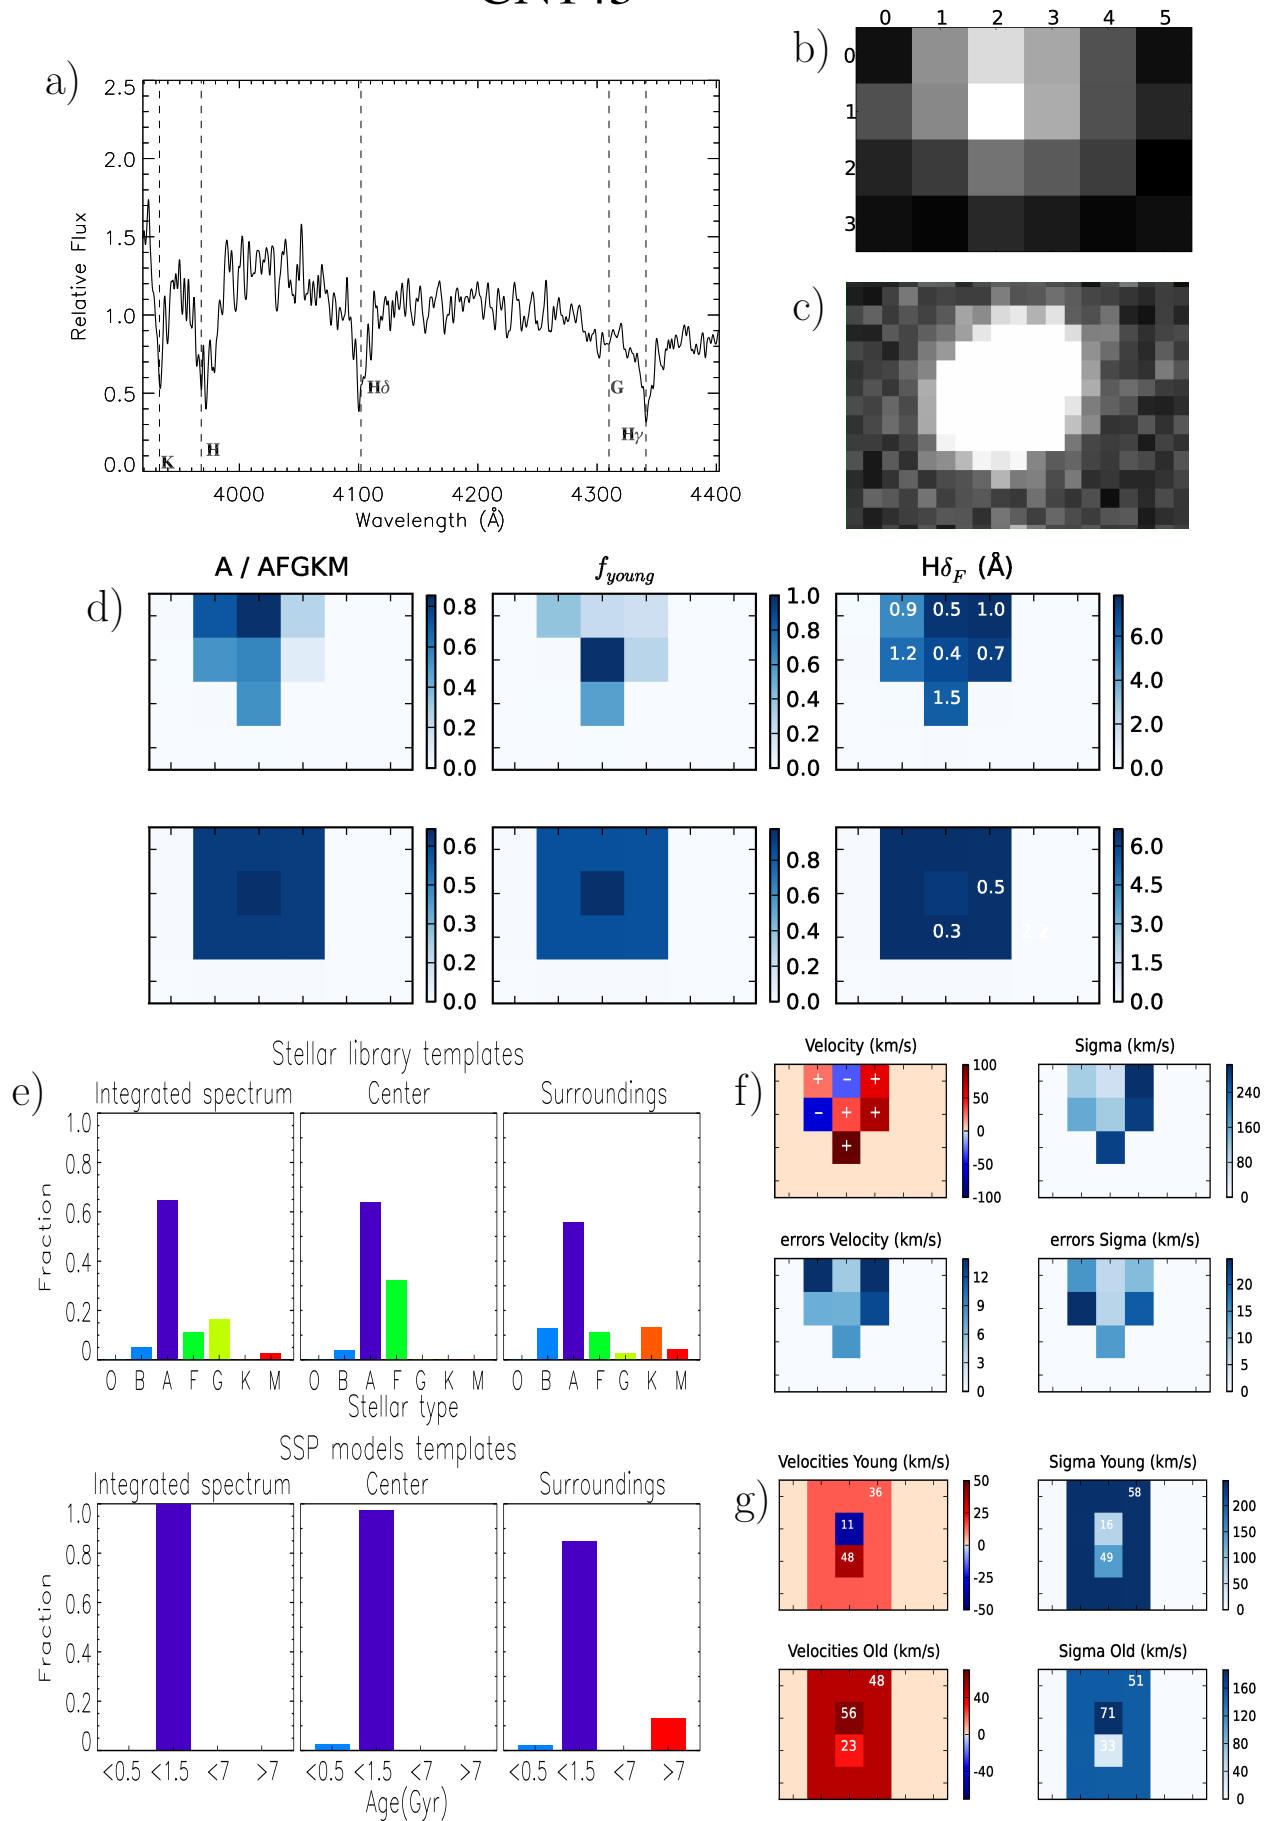 a)
2.5
2.0
1.5
1.0
0.5
0.0
Relative Flux
K
H
Hδ
G
Hγ
4000 4100 4200 4300 4400
Wavelength (Å)
b)
0 1 2 3 4 5
0
1
2
3
c)
d)
A / AFGKM
f_young
Hδ_F (Å)
0.8
0.6
0.4
0.2
0.0
1.0
0.8
0.6
0.4
0.2
0.0
0.9 0.5 1.0
1.2 0.4 0.7
1.5
6.0
4.0
2.0
0.0
0.6
0.5
0.3
0.2
0.0
0.8
0.6
0.4
0.2
0.0
0.5
0.3 2.2
6.0
4.5
3.0
1.5
0.0
e)
Stellar library templates
Integrated spectrum Center Surroundings
1.0
0.8
0.6
0.4
0.2
0
Fraction
O B A F G K M O B A F G K M O B A F G K M
Stellar type
SSP models templates
Integrated spectrum Center Surroundings
1.0
0.8
0.6
0.4
0.2
0
Fraction
<0.5 <1.5 <7 >7 <0.5 <1.5 <7 >7 <0.5 <1.5 <7 >7
Age(Gyr)
f)
Velocity (km/s)
+ − +
− + +
+
100
50
0
-50
-100
Sigma (km/s)
240
160
80
0
errors Velocity (km/s)
12
9
6
3
0
errors Sigma (km/s)
20
15
10
5
0
g)
Velocities Young (km/s)
36
11
48
50
25
0
-25
-50
Sigma Young (km/s)
58
16
49
200
150
100
50
0
Velocities Old (km/s)
48
56
23
40
0
-40
Sigma Old (km/s)
51
71
33
160
120
80
40
0